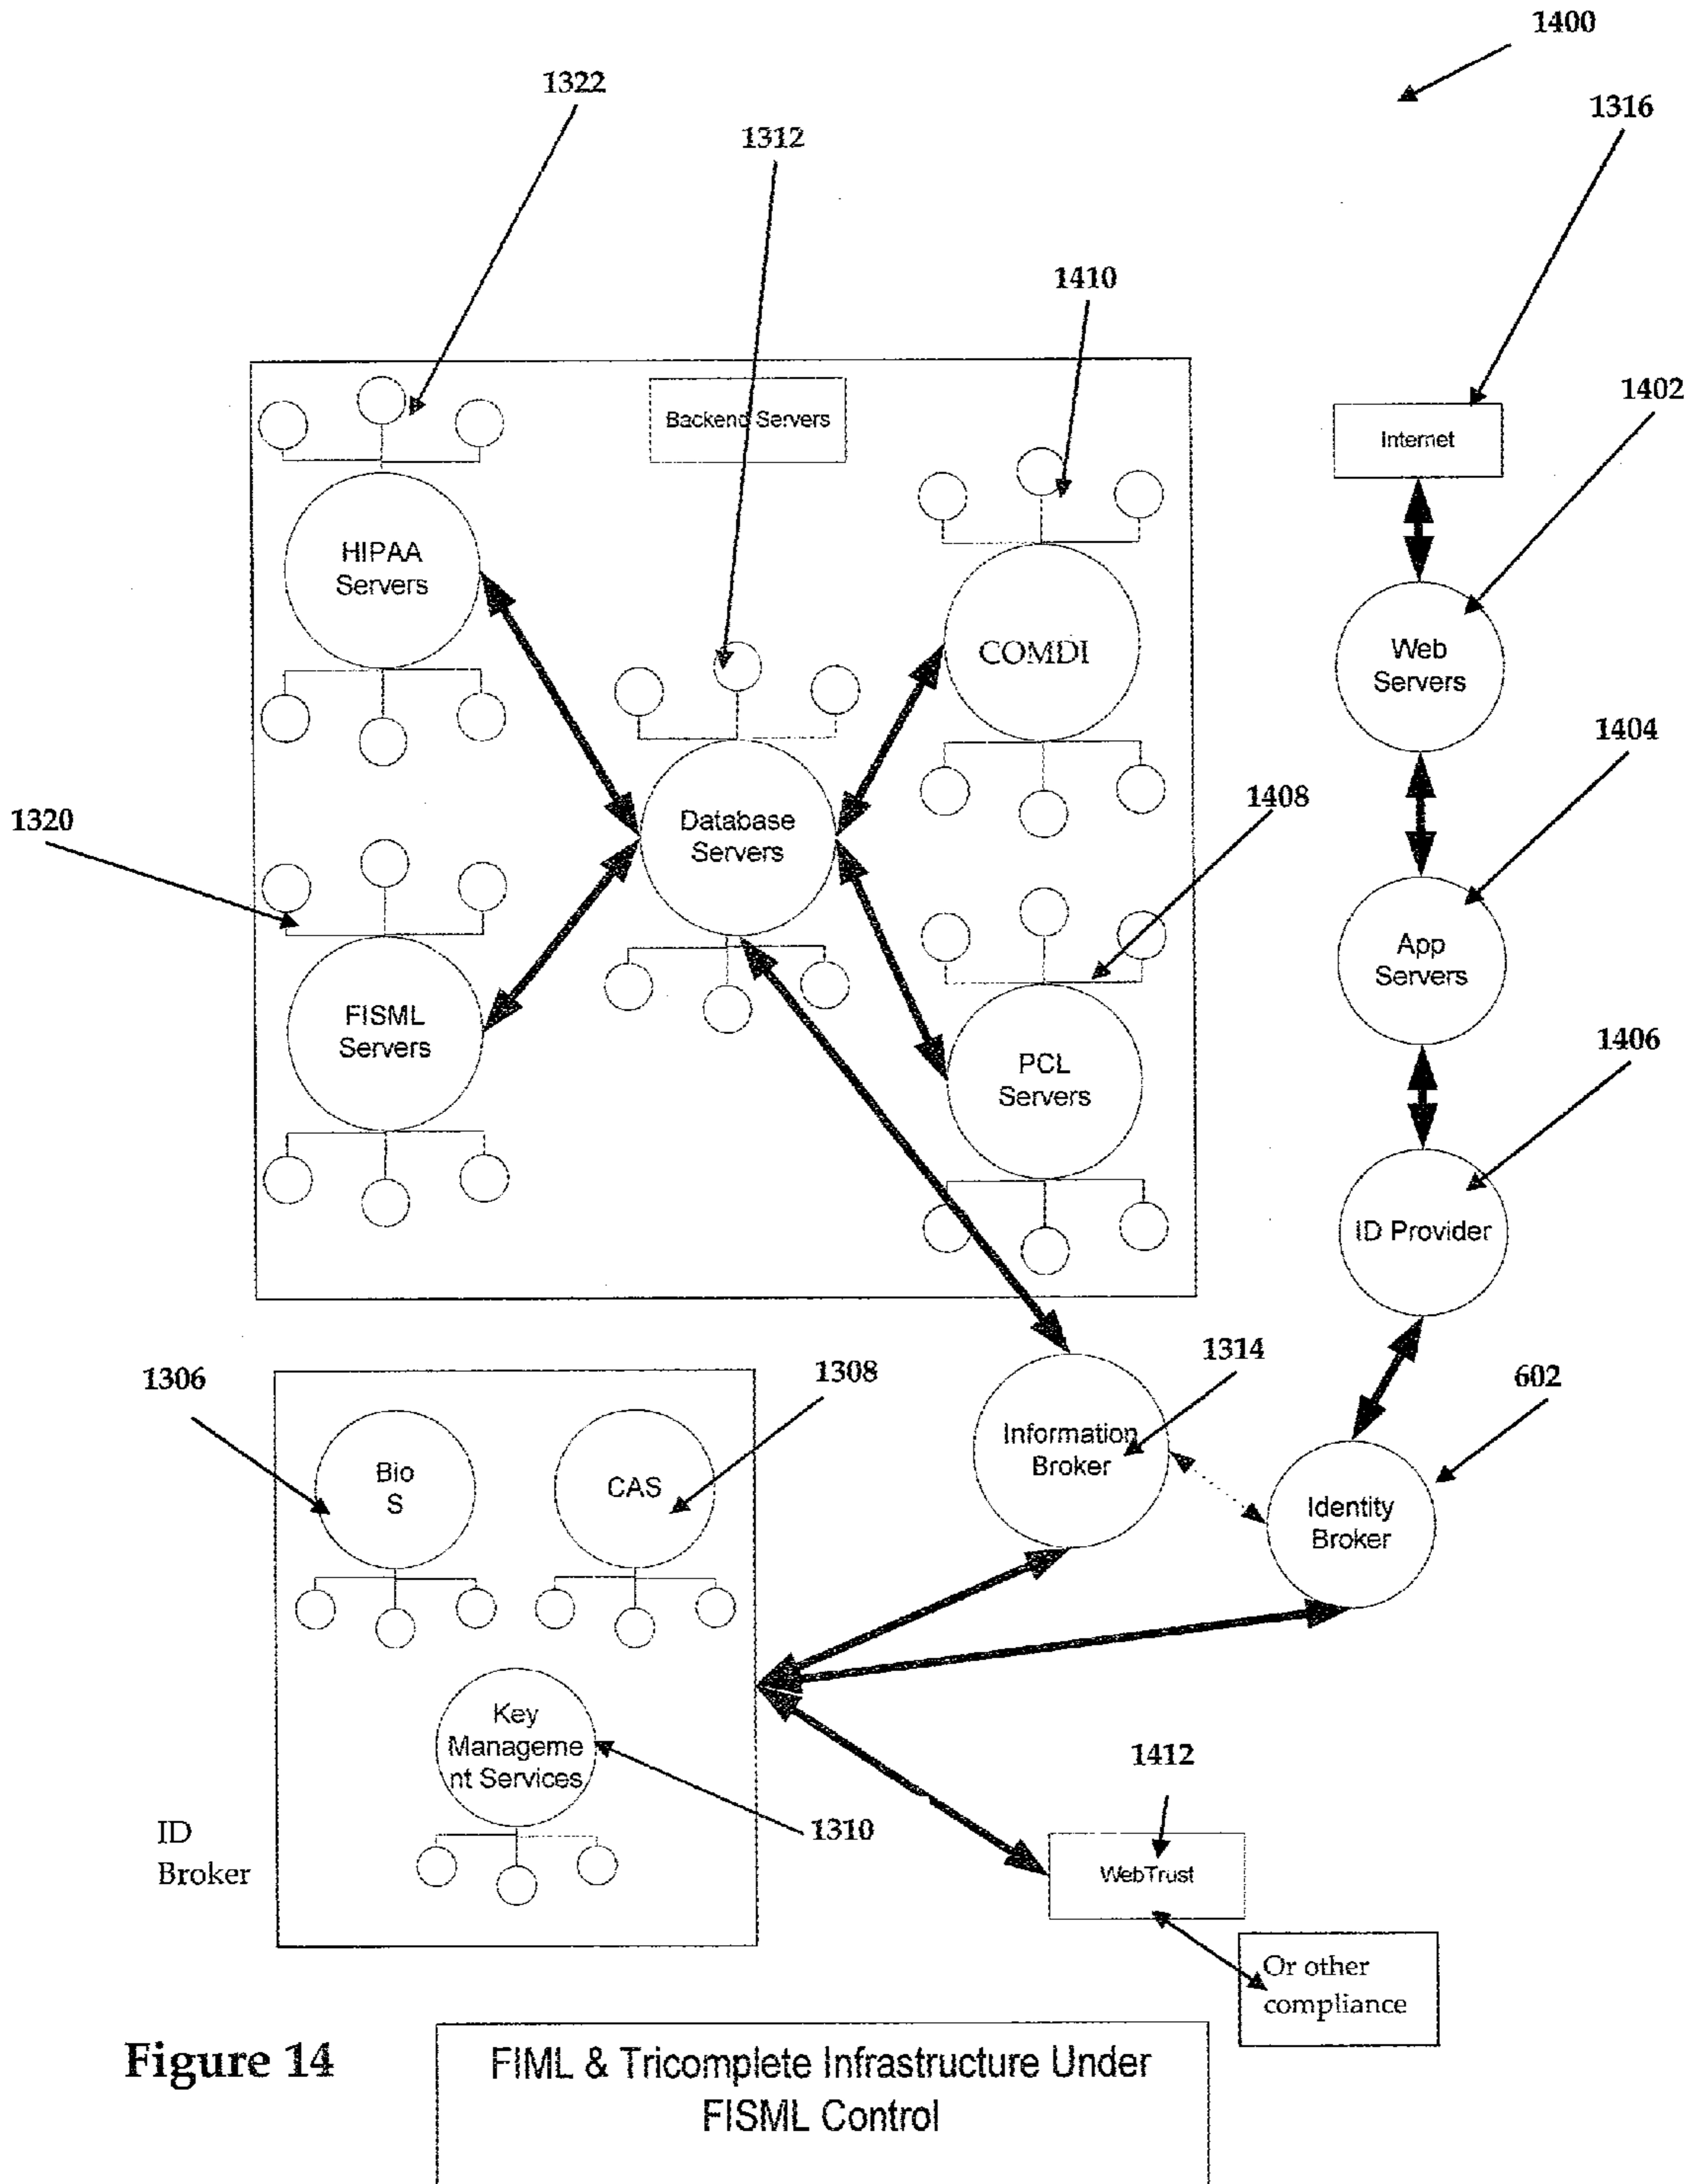 1400
1322
1316
1312
1410
1402
Backend Servers
Internet
HIPAA
Servers
COMDI
Web
Servers
1404
1408
1320
Database
Servers
App
Servers
FISML
Servers
1406
PCL
Servers
ID Provider
1306
1308
1314
602
Information
Broker
Bio
S
CAS
Identity
Broker
Key
Manageme
nt Services
1412
1310
ID
Broker
WebTrust
Or other
compliance
Figure 14
FIML & Tricomplete Infrastructure Under
FISML Control